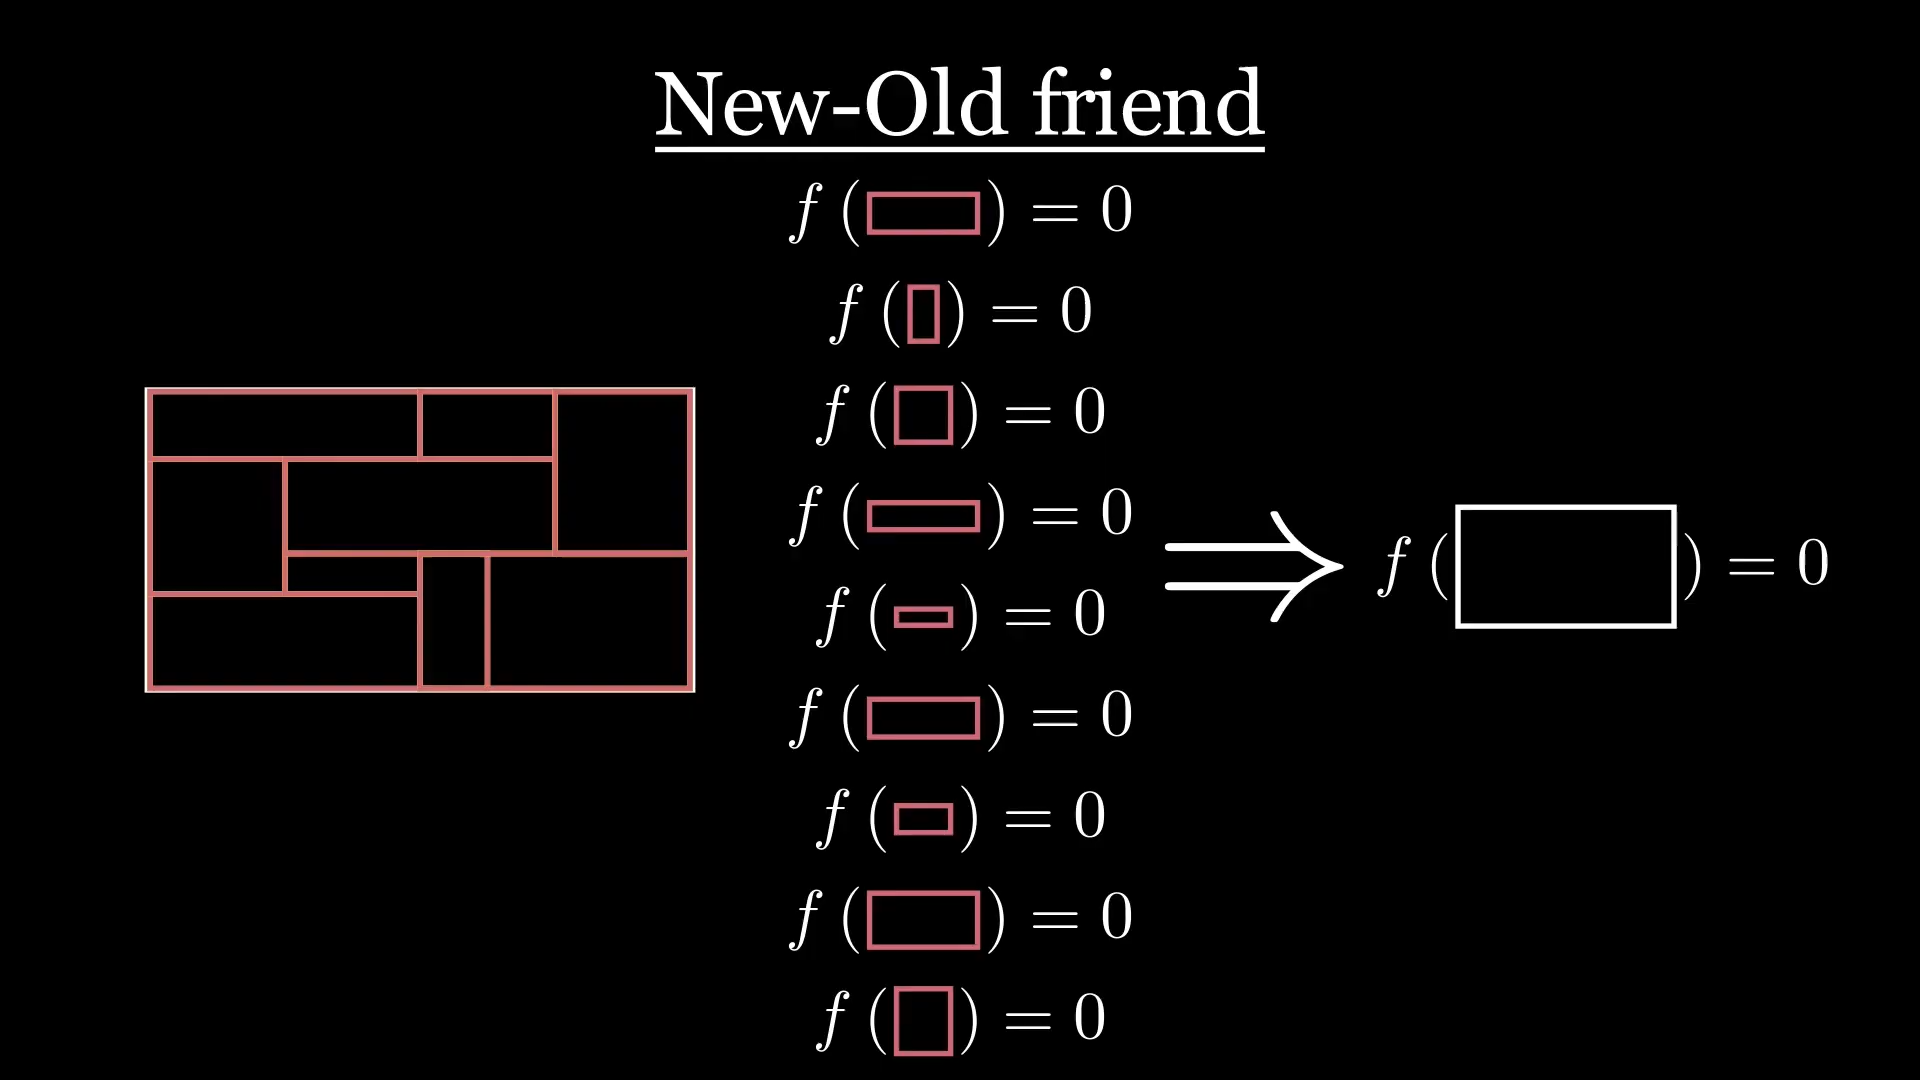 New-Old friend
f (▭) = 0
f (▯) = 0
f (□) = 0
f (▭) = 0
f (▭) = 0
f (▭) = 0
f (▭) = 0
f (▭) = 0
f (□) = 0
⟹ f (▭) = 0